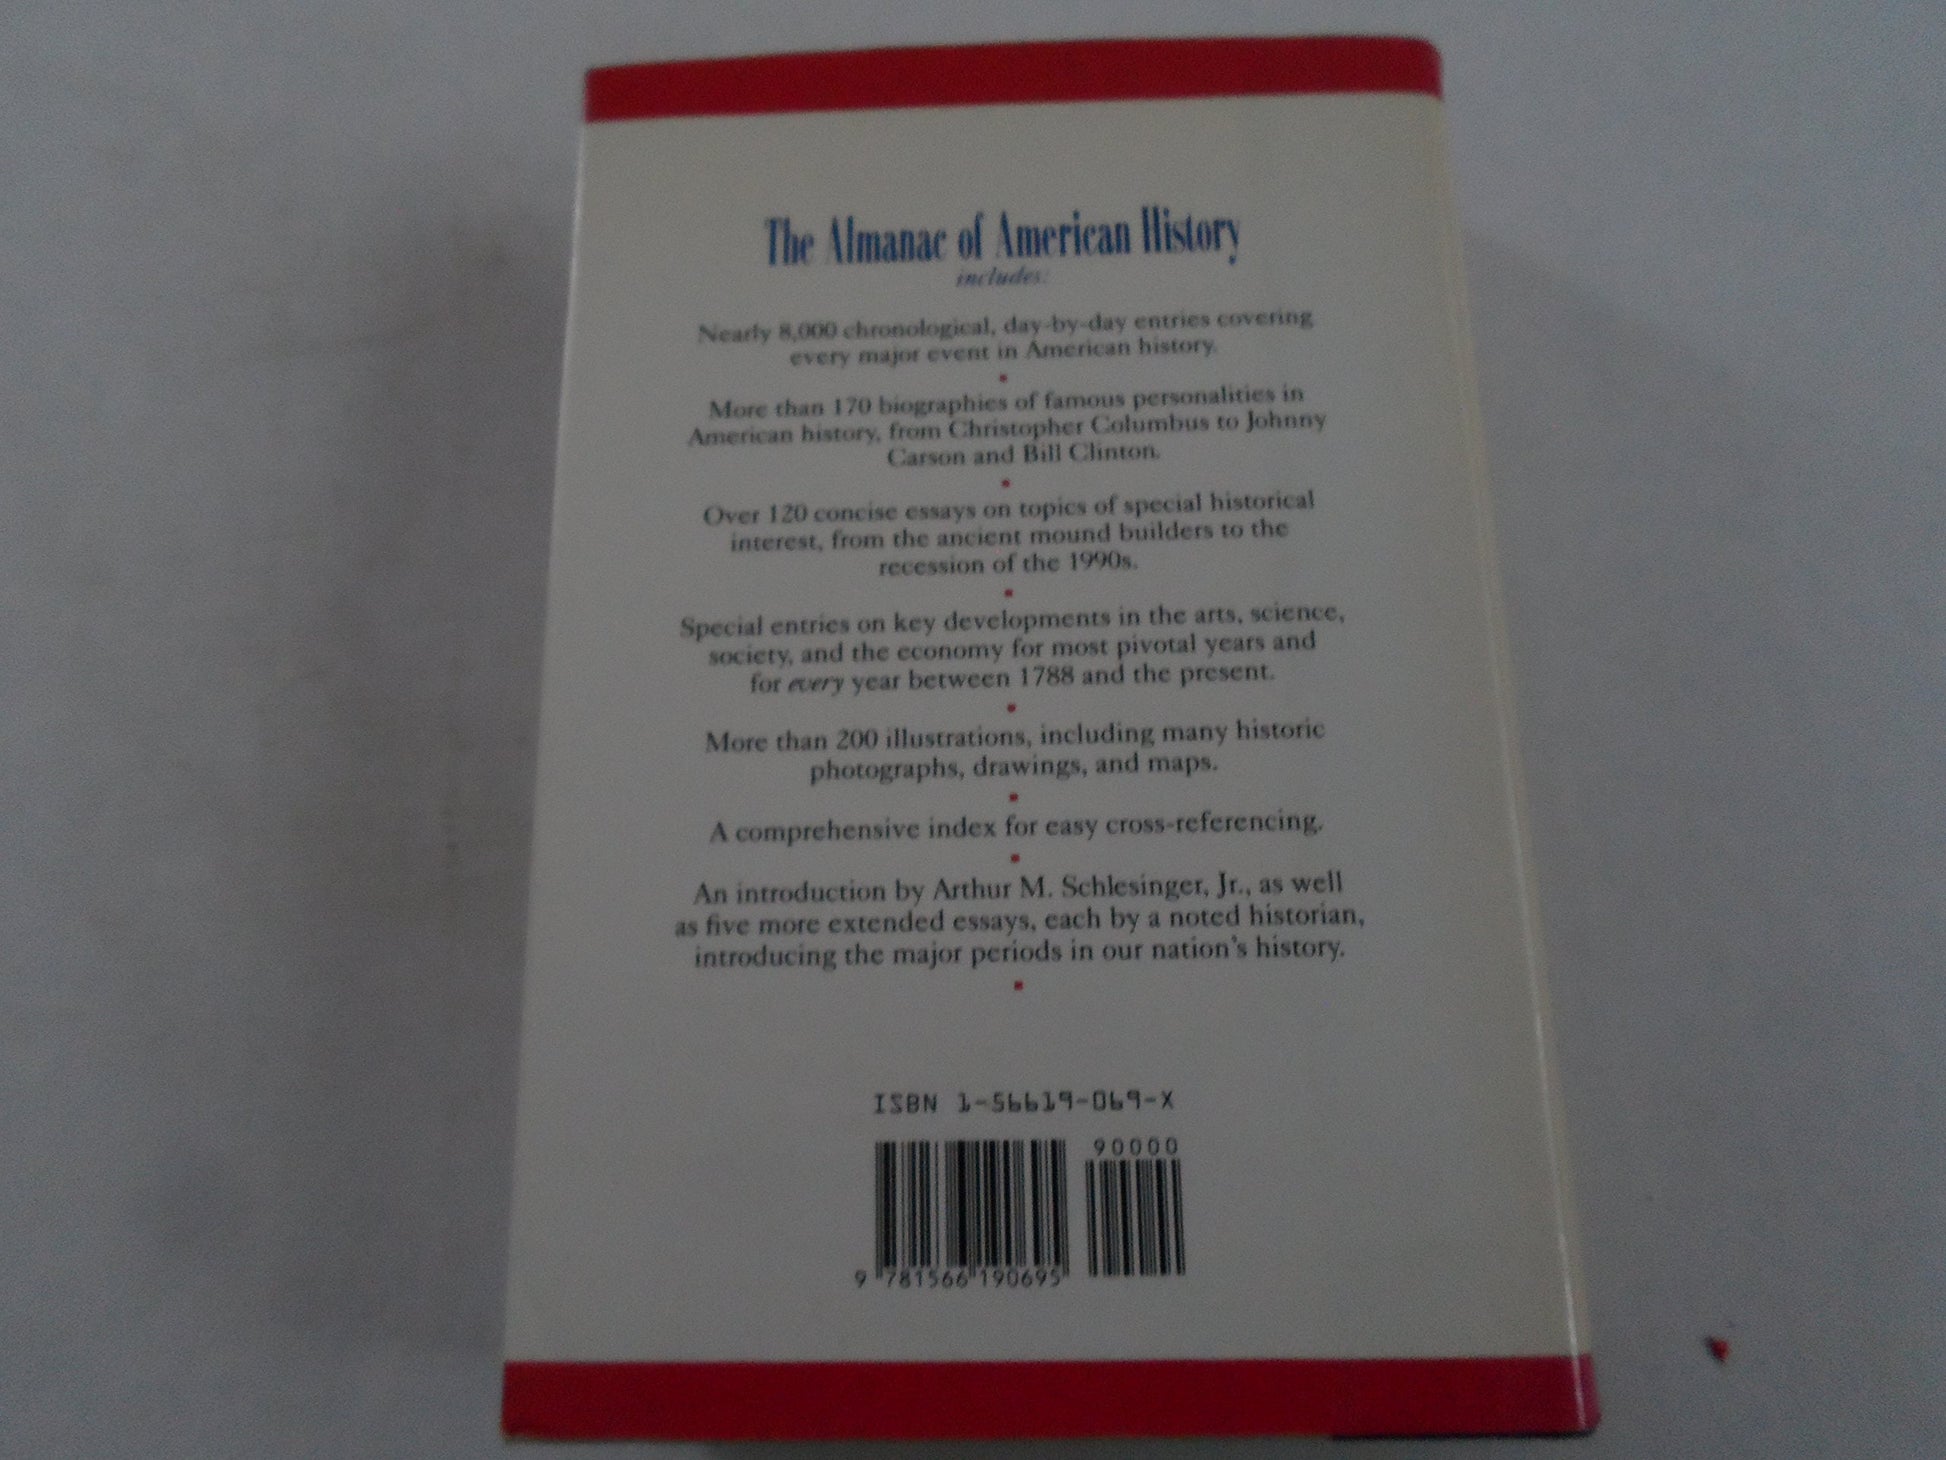 The Almanac of American History
includes:
Nearly 8,000 chronological, day-by-day entries covering
every major event in American history.
More than 170 biographies of famous personalities in
American history, from Christopher Columbus to Johnny
Carson and Bill Clinton.
Over 120 concise essays on topics of special historical
interest, from the ancient mound builders to the
recession of the 1990s.
Special entries on key developments in the arts, science,
society, and the economy for most pivotal years and
for every year between 1788 and the present.
More than 200 illustrations, including many historic
photographs, drawings, and maps.
A comprehensive index for easy cross-referencing.
An introduction by Arthur M. Schlesinger, Jr., as well
as five more extended essays, each by a noted historian,
introducing the major periods in our nation's history.
ISBN 1-56619-069-X
90000
9 781566 190695